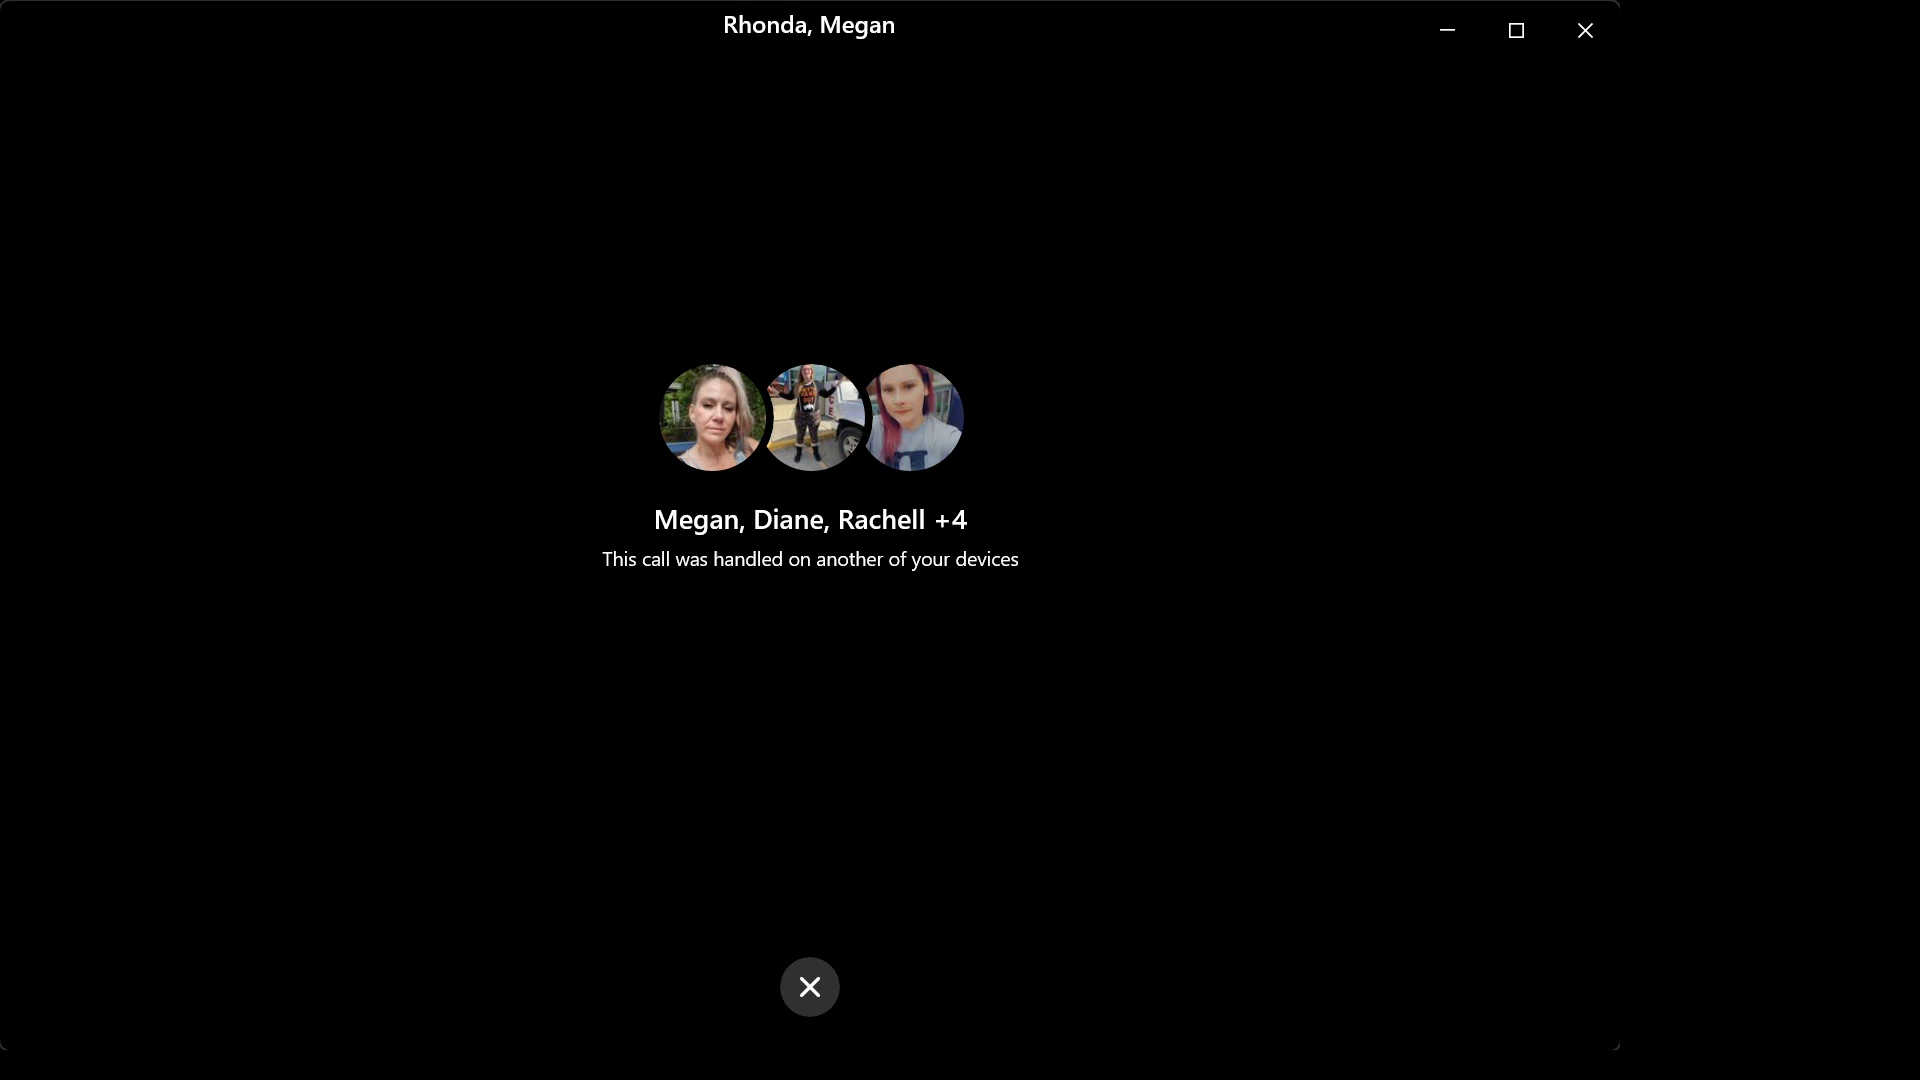 Rhonda, Megan
Megan, Diane, Rachell +4
This call was handled on another of your devices